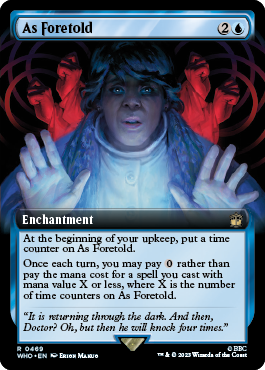 As Foretold 2
Enchantment
At the beginning of your upkeep, put a time
counter on As Foretold.
Once each turn, you may pay 0 rather than
pay the mana cost for a spell you cast with
mana value X or less, where X is the number
of time counters on As Foretold.
"It is returning through the dark. And then,
Doctor? Oh, but then he will knock four times."
R 0469 © BBC
WHO • EN Erion Makuo ™ & © 2023 Wizards of the Coast